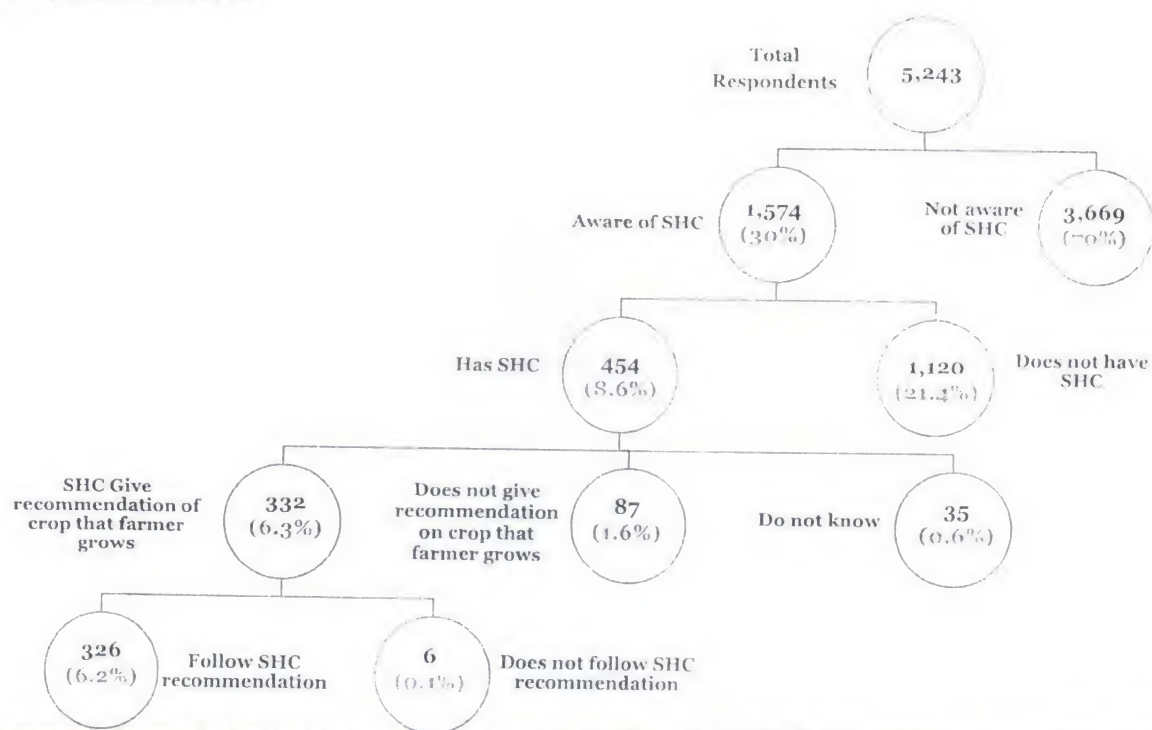 Total
Respondents
5,243
Aware of SHC
1,574
(30%)
Not aware
of SHC
3,669
(70%)
Has SHC
454
(8.6%)
1,120
(21.4%)
Does not have
SHC
SHC Give
recommendation of
crop that farmer
grows
332
(6.3%)
Does not give
recommendation
on crop that
farmer grows
87
(1.6%)
Do not know
35
(0.6%)
326
(6.2%)
Follow SHC
recommendation
6
(0.1%)
Does not follow SHC
recommendation